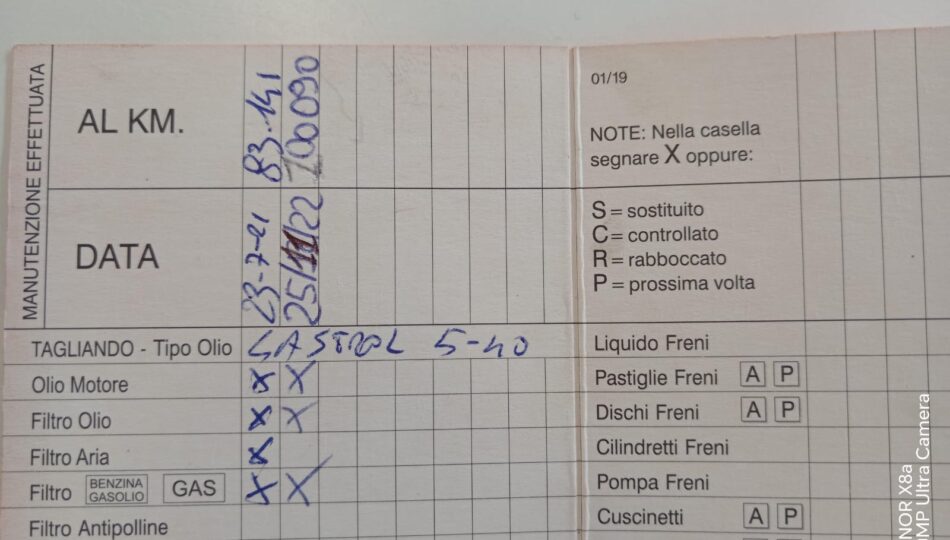 MANUTENZIONE EFFETTUATA
AL KM.
83.141
100090
DATA
23-7-21
25/11/22
TAGLIANDO - Tipo Olio CASTROL 5-40
Olio Motore X X
Filtro Olio X X
Filtro Aria X
Filtro BENZINA GASOLIO GAS X X
Filtro Antipolline
01/19
NOTE: Nella casella
segnare X oppure:
S = sostituito
C = controllato
R = rabboccato
P = prossima volta
Liquido Freni
Pastiglie Freni A P
Dischi Freni A P
Cilindretti Freni
Pompa Freni
Cuscinetti A P
NOR X8a
MP Ultra Camera